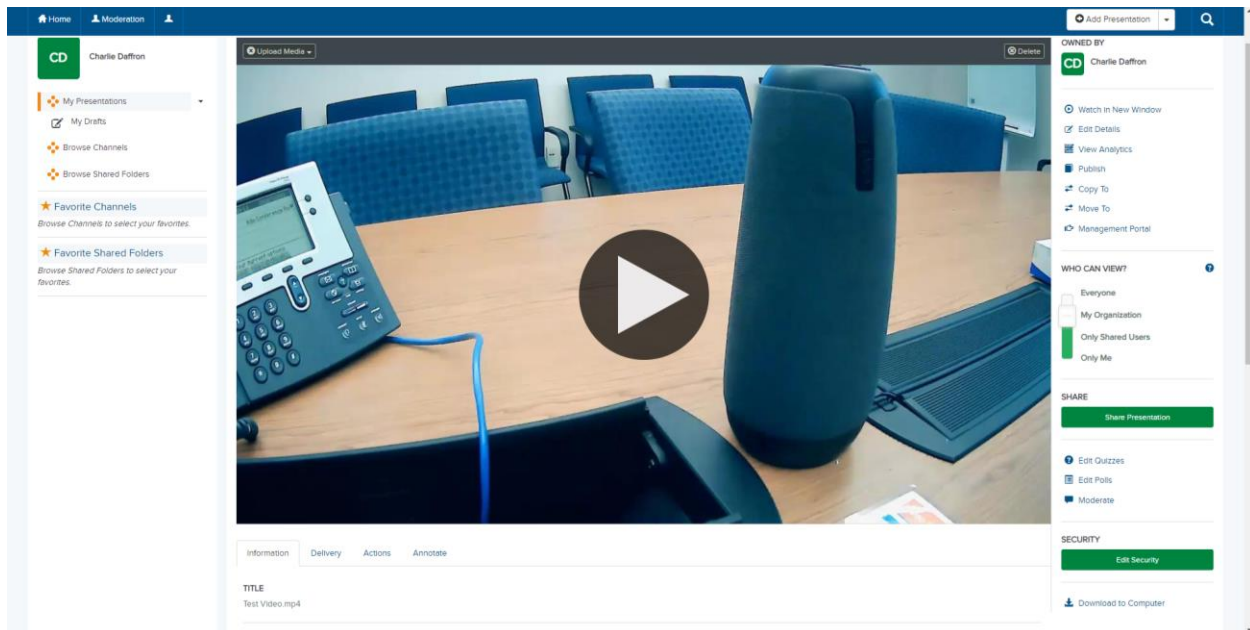 Home Moderation
Add Presentation
CD Charlie Daffron
My Presentations
My Drafts
Browse Channels
Browse Shared Folders
Favorite Channels
Browse Channels to select your favorites.
Favorite Shared Folders
Browse Shared Folders to select your
favorites.
Upload Media
Delete
OWNED BY
CD Charlie Daffron
Watch in New Window
Edit Details
View Analytics
Publish
Copy To
Move To
Management Portal
WHO CAN VIEW?
Everyone
My Organization
Only Shared Users
Only Me
SHARE
Share Presentation
Edit Quizzes
Edit Polls
Moderate
SECURITY
Edit Security
Download to Computer
Information Delivery Actions Annotate
TITLE
Test Video.mp4